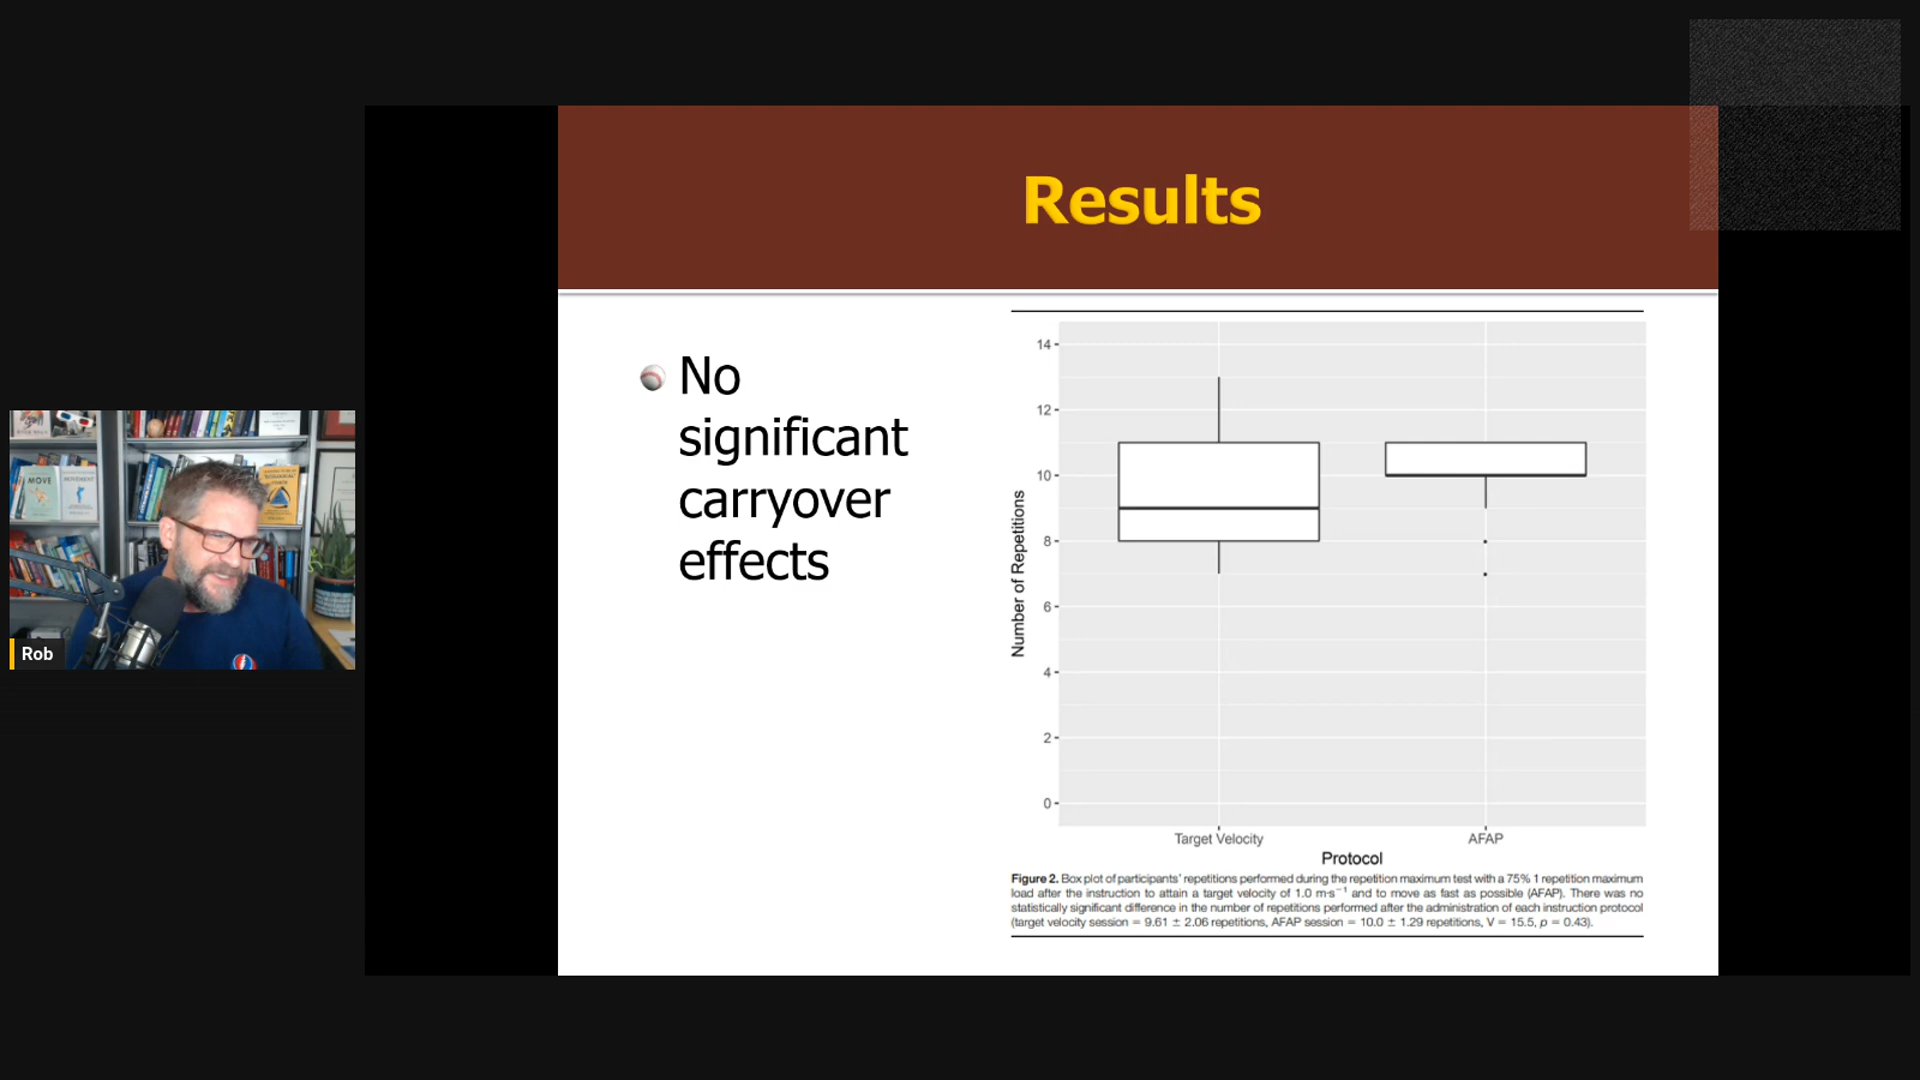 Results
No
significant
carryover
effects
14
12
10
8
6
4
2
0
Number of Repetitions
Target Velocity
AFAP
Protocol
Figure 2. Box plot of participants' repetitions performed during the repetition maximum test with a 75% 1 repetition maximum
load after the instruction to attain a target velocity of 1.0 m·s⁻¹ and to move as fast as possible (AFAP). There was no
statistically significant difference in the number of repetitions performed after the administration of each instruction protocol
(target velocity session = 9.61 ± 2.06 repetitions, AFAP session = 10.0 ± 1.29 repetitions, V = 15.5, p = 0.43).
MOVE
Rob